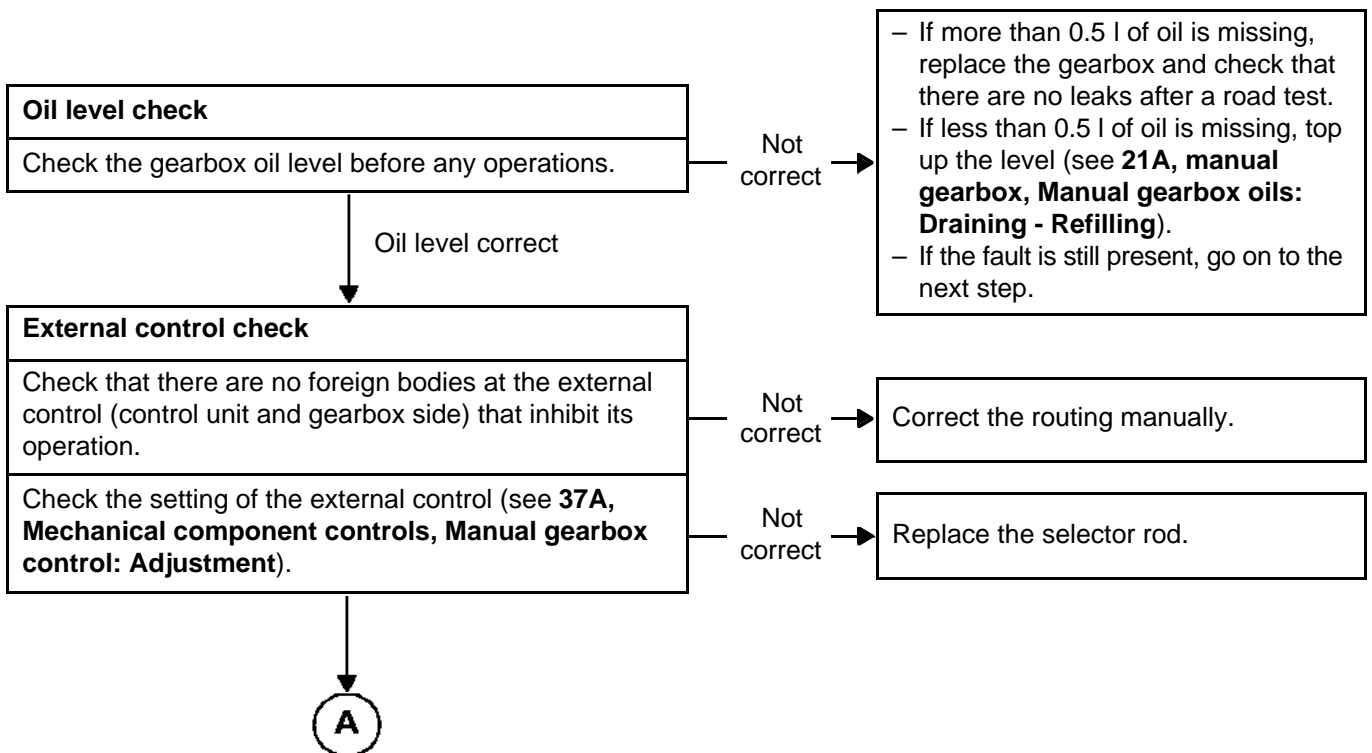 Oil level check
Check the gearbox oil level before any operations.
Not
correct
– If more than 0.5 l of oil is missing,
replace the gearbox and check that
there are no leaks after a road test.
– If less than 0.5 l of oil is missing, top
up the level (see 21A, manual
gearbox, Manual gearbox oils:
Draining - Refilling).
– If the fault is still present, go on to the
next step.
Oil level correct
External control check
Check that there are no foreign bodies at the external
control (control unit and gearbox side) that inhibit its
operation.
Not
correct
Correct the routing manually.
Check the setting of the external control (see 37A,
Mechanical component controls, Manual gearbox
control: Adjustment).
Not
correct
Replace the selector rod.
A